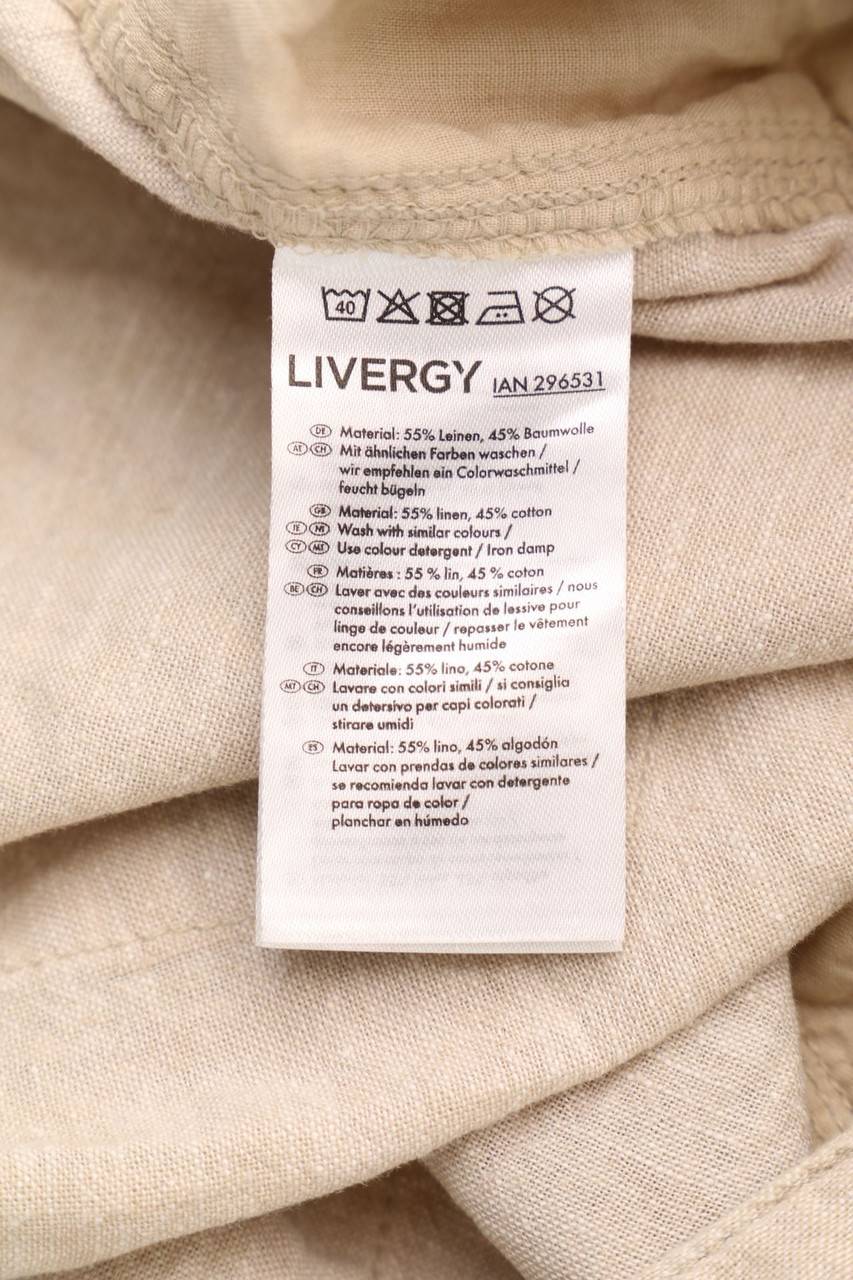 40
LIVERGY IAN 296531
DE Material: 55% Leinen, 45% Baumwolle
AT CH Mit ähnlichen Farben waschen /
wir empfehlen ein Colorwaschmittel /
feucht bügeln
GB Material: 55% linen, 45% cotton
IE NI Wash with similar colours /
CY MT Use colour detergent / Iron damp
FR Matières : 55 % lin, 45 % coton
BE CH Laver avec des couleurs similaires / nous
conseillons l'utilisation de lessive pour
linge de couleur / repasser le vêtement
encore légèrement humide
IT Materiale: 55% lino, 45% cotone
MT CH Lavare con colori simili / si consiglia
un detersivo per capi colorati /
stirare umidi
ES Material: 55% lino, 45% algodón
Lavar con prendas de colores similares /
se recomienda lavar con detergente
para ropa de color /
planchar en húmedo